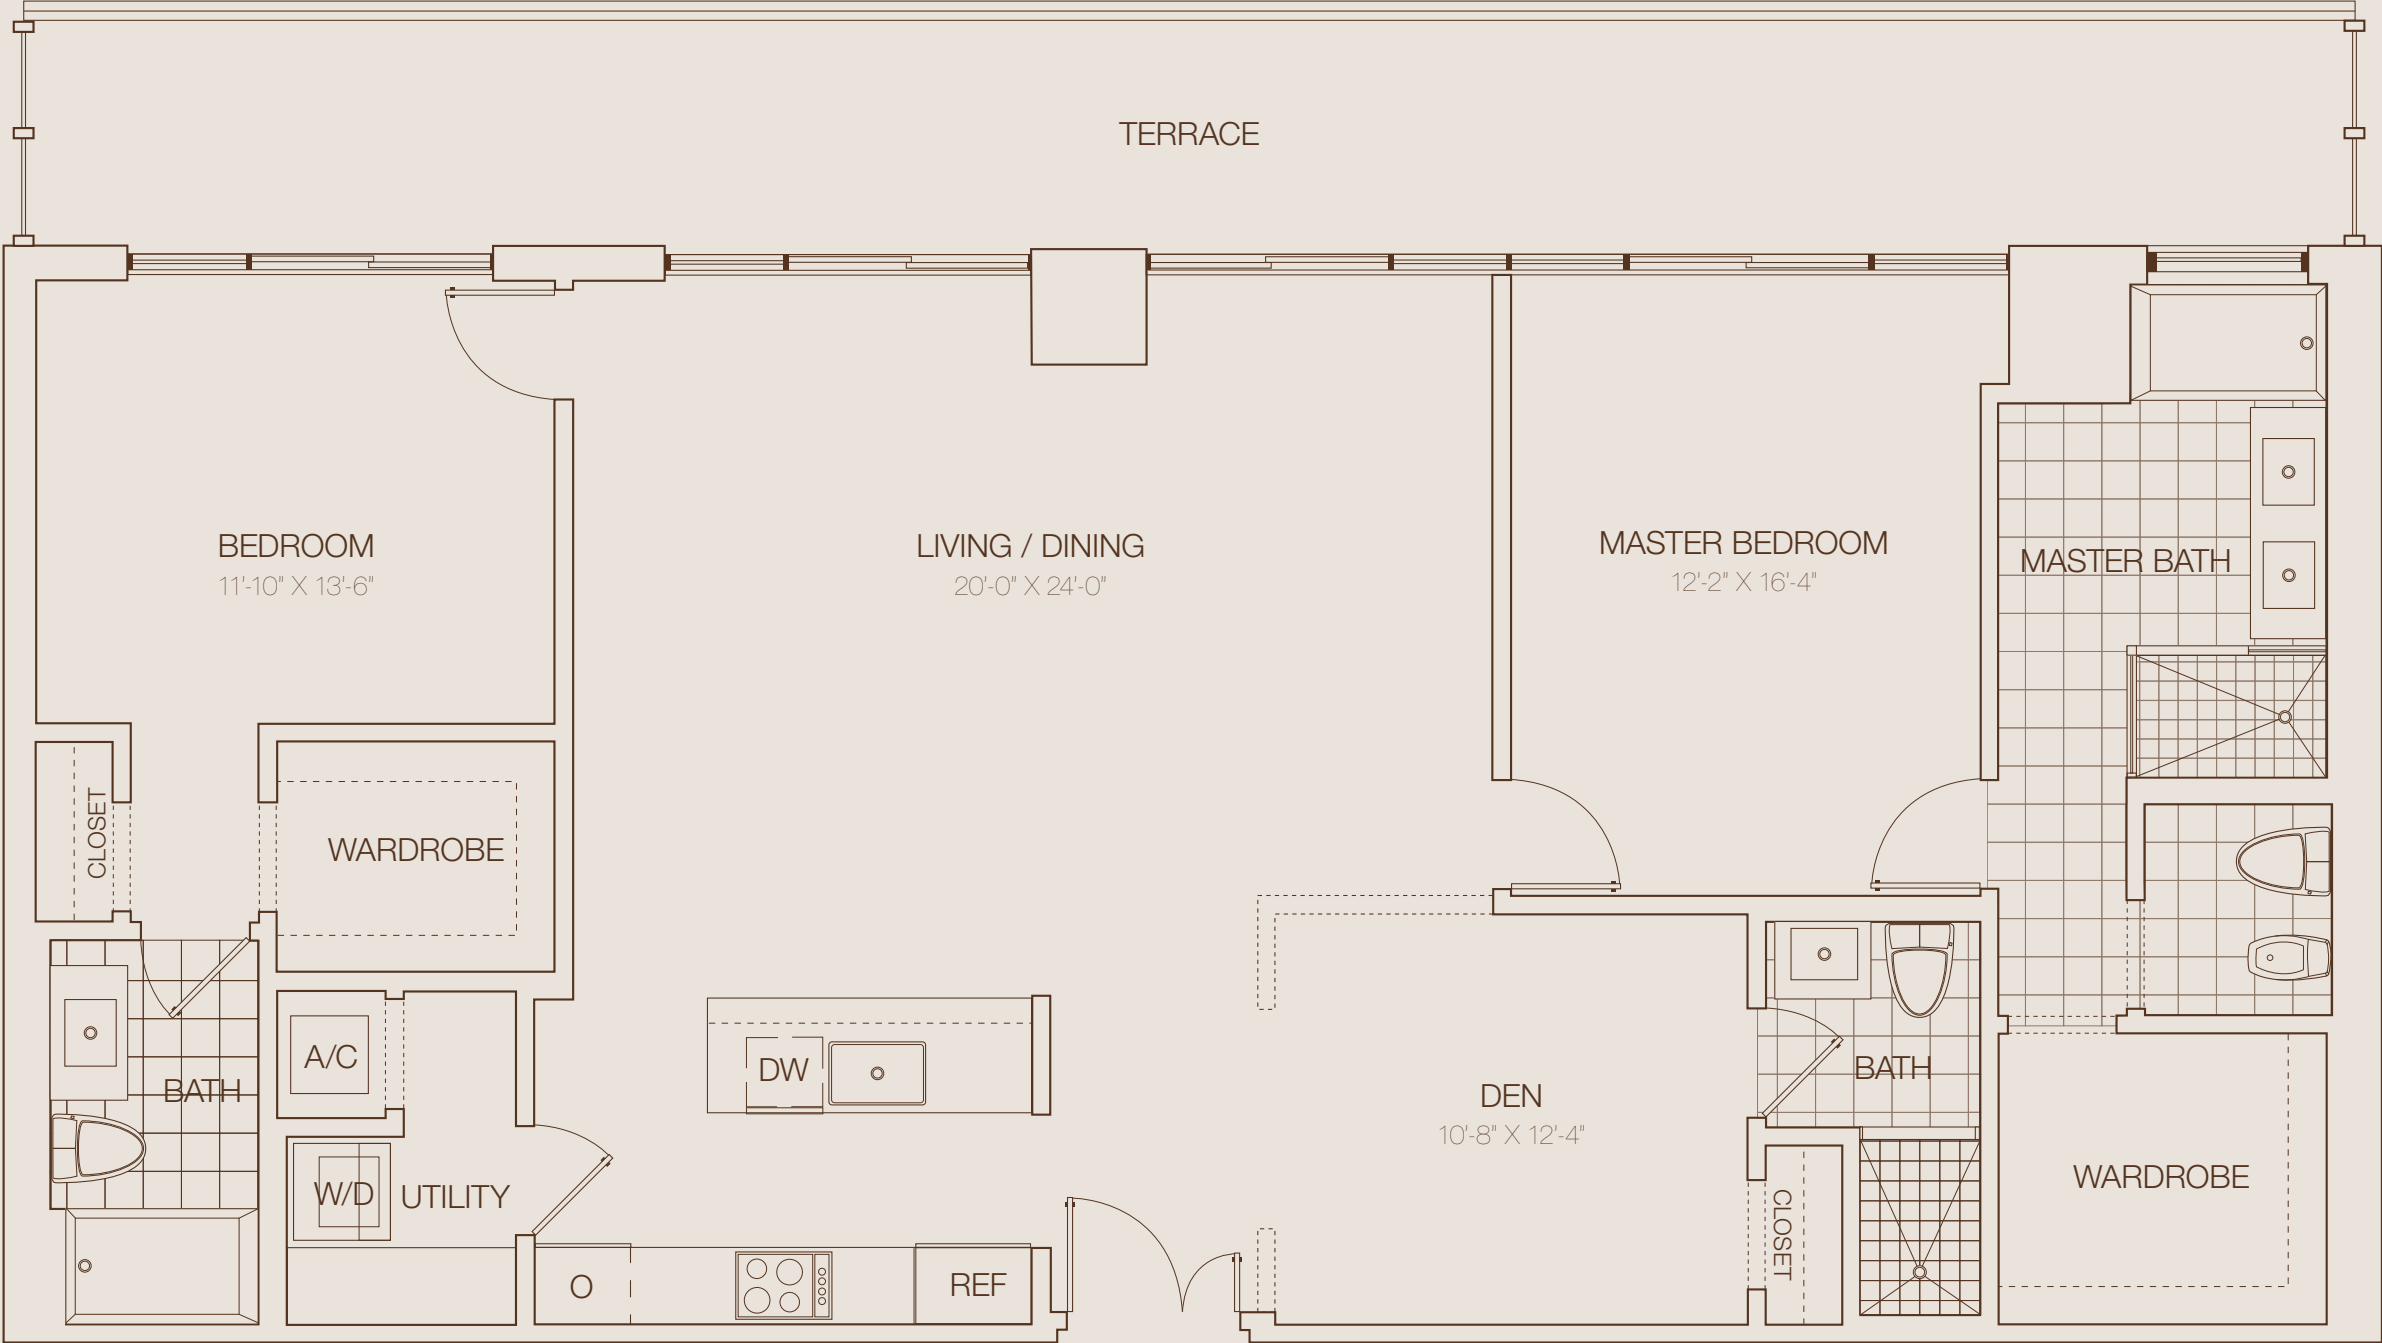 TERRACE
BEDROOM
11'-10" X 13'-6"
LIVING / DINING
20'-0" X 24'-0"
MASTER BEDROOM
12'-2" X 16'-4"
MASTER BATH
CLOSET
WARDROBE
A/C
BATH
W/D
UTILITY
DW
O
REF
DEN
10'-8" X 12'-4"
BATH
CLOSET
WARDROBE